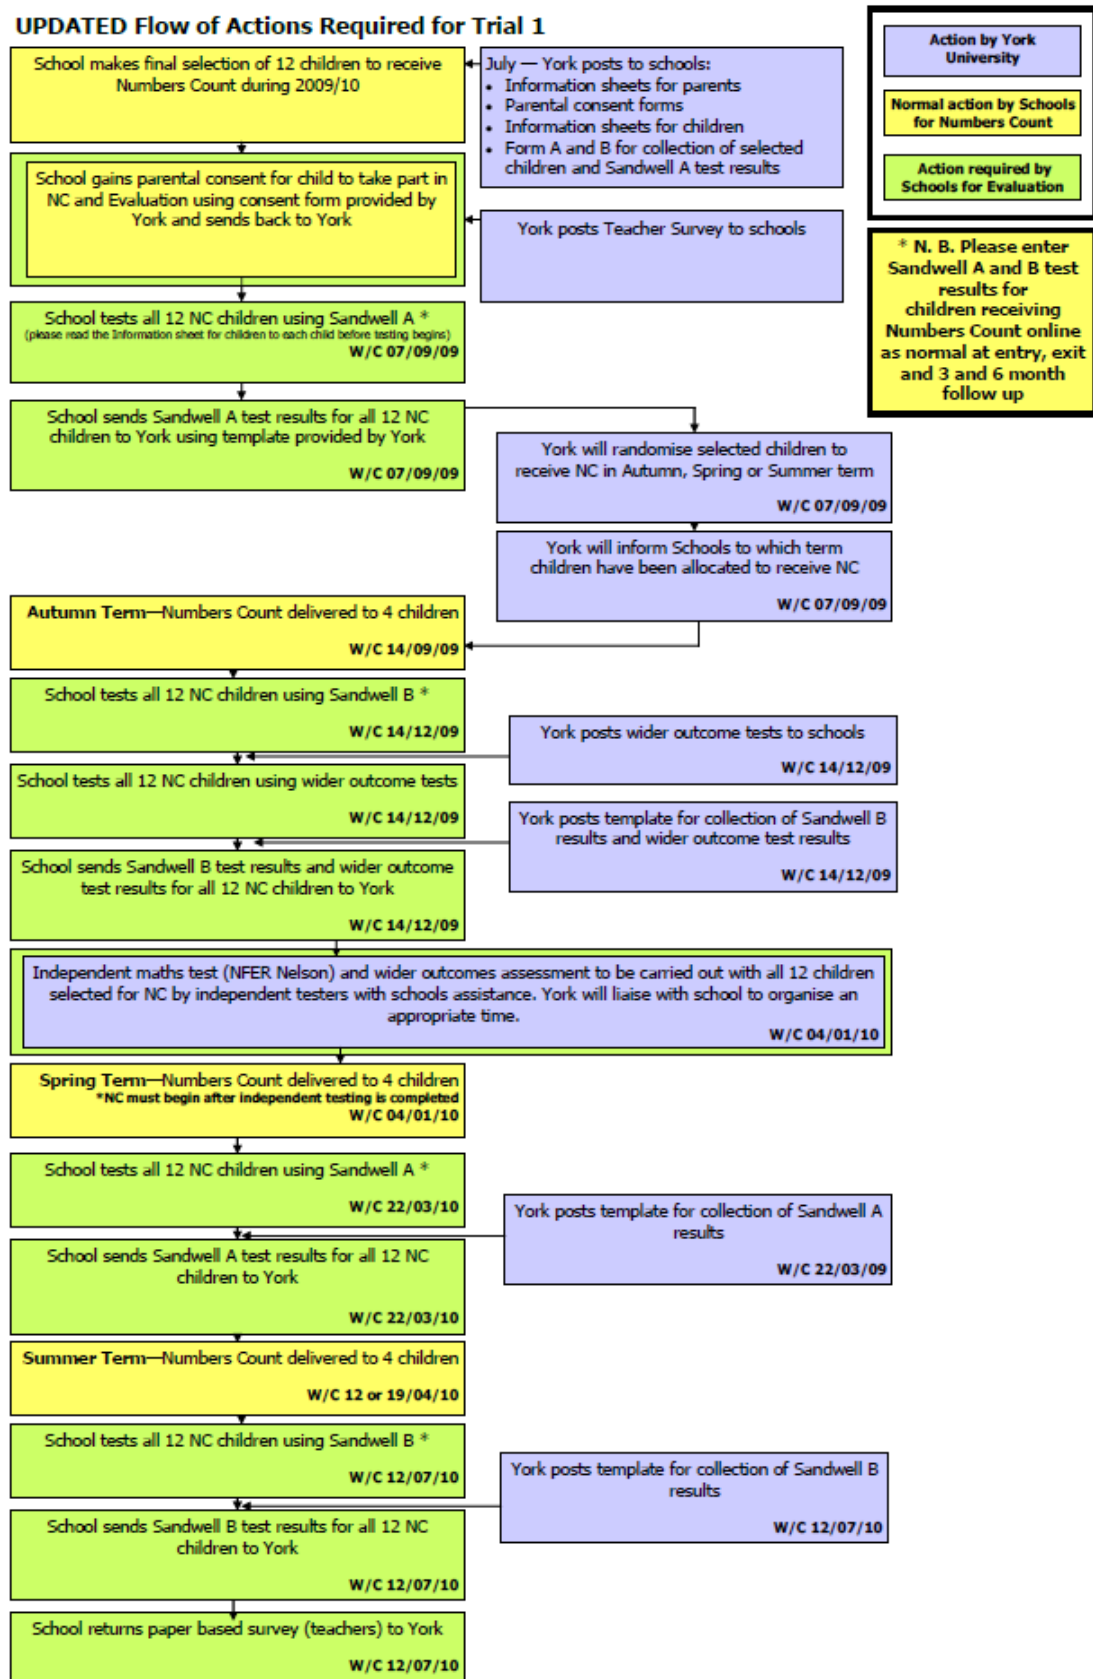 UPDATED Flow of Actions Required for Trial 1
School makes final selection of 12 children to receive
Numbers Count during 2009/10
July — York posts to schools:
• Information sheets for parents
• Parental consent forms
• Information sheets for children
• Form A and B for collection of selected
children and Sandwell A test results
Action by York
University
Normal action by Schools
for Numbers Count
Action required by
Schools for Evaluation
School gains parental consent for child to take part in
NC and Evaluation using consent form provided by
York and sends back to York
York posts Teacher Survey to schools
* N. B. Please enter
Sandwell A and B test
results for
children receiving
Numbers Count online
as normal at entry, exit
and 3 and 6 month
follow up
School tests all 12 NC children using Sandwell A *
(please read the Information sheet for children to each child before testing begins)
W/C 07/09/09
School sends Sandwell A test results for all 12 NC
children to York using template provided by York
W/C 07/09/09
York will randomise selected children to
receive NC in Autumn, Spring or Summer term
W/C 07/09/09
York will inform Schools to which term
children have been allocated to receive NC
W/C 07/09/09
Autumn Term—Numbers Count delivered to 4 children
W/C 14/09/09
School tests all 12 NC children using Sandwell B *
W/C 14/12/09
York posts wider outcome tests to schools
W/C 14/12/09
School tests all 12 NC children using wider outcome tests
W/C 14/12/09
York posts template for collection of Sandwell B
results and wider outcome test results
W/C 14/12/09
School sends Sandwell B test results and wider outcome
test results for all 12 NC children to York
W/C 14/12/09
Independent maths test (NFER Nelson) and wider outcomes assessment to be carried out with all 12 children
selected for NC by independent testers with schools assistance. York will liaise with school to organise an
appropriate time.
W/C 04/01/10
Spring Term—Numbers Count delivered to 4 children
*NC must begin after independent testing is completed
W/C 04/01/10
School tests all 12 NC children using Sandwell A *
W/C 22/03/10
York posts template for collection of Sandwell A
results
W/C 22/03/09
School sends Sandwell A test results for all 12 NC
children to York
W/C 22/03/10
Summer Term—Numbers Count delivered to 4 children
W/C 12 or 19/04/10
School tests all 12 NC children using Sandwell B *
W/C 12/07/10
York posts template for collection of Sandwell B
results
W/C 12/07/10
School sends Sandwell B test results for all 12 NC
children to York
W/C 12/07/10
School returns paper based survey (teachers) to York
W/C 12/07/10